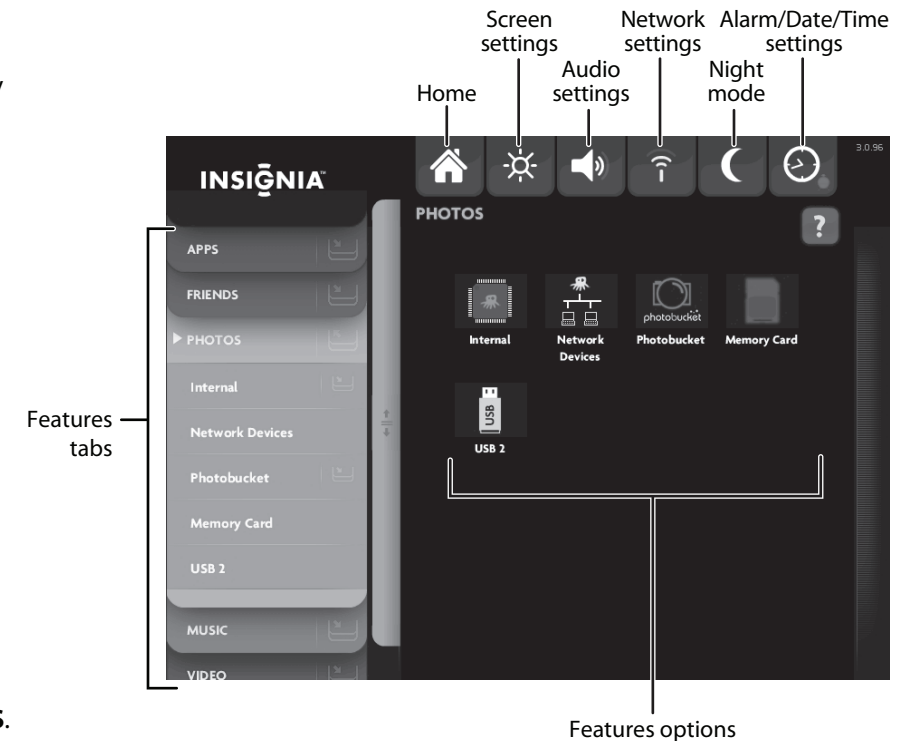 Screen settings
Network settings
Alarm/Date/Time settings
Home
Audio settings
Night mode
INSIGNIA™
3.0.96
PHOTOS
?
APPS
FRIENDS
PHOTOS
Internal
Network Devices
Photobucket
Memory Card
USB 2
MUSIC
VIDEO
Features tabs
photobucket
Internal
Network
Devices
Photobucket
Memory Card
USB
USB 2
Features options
S.